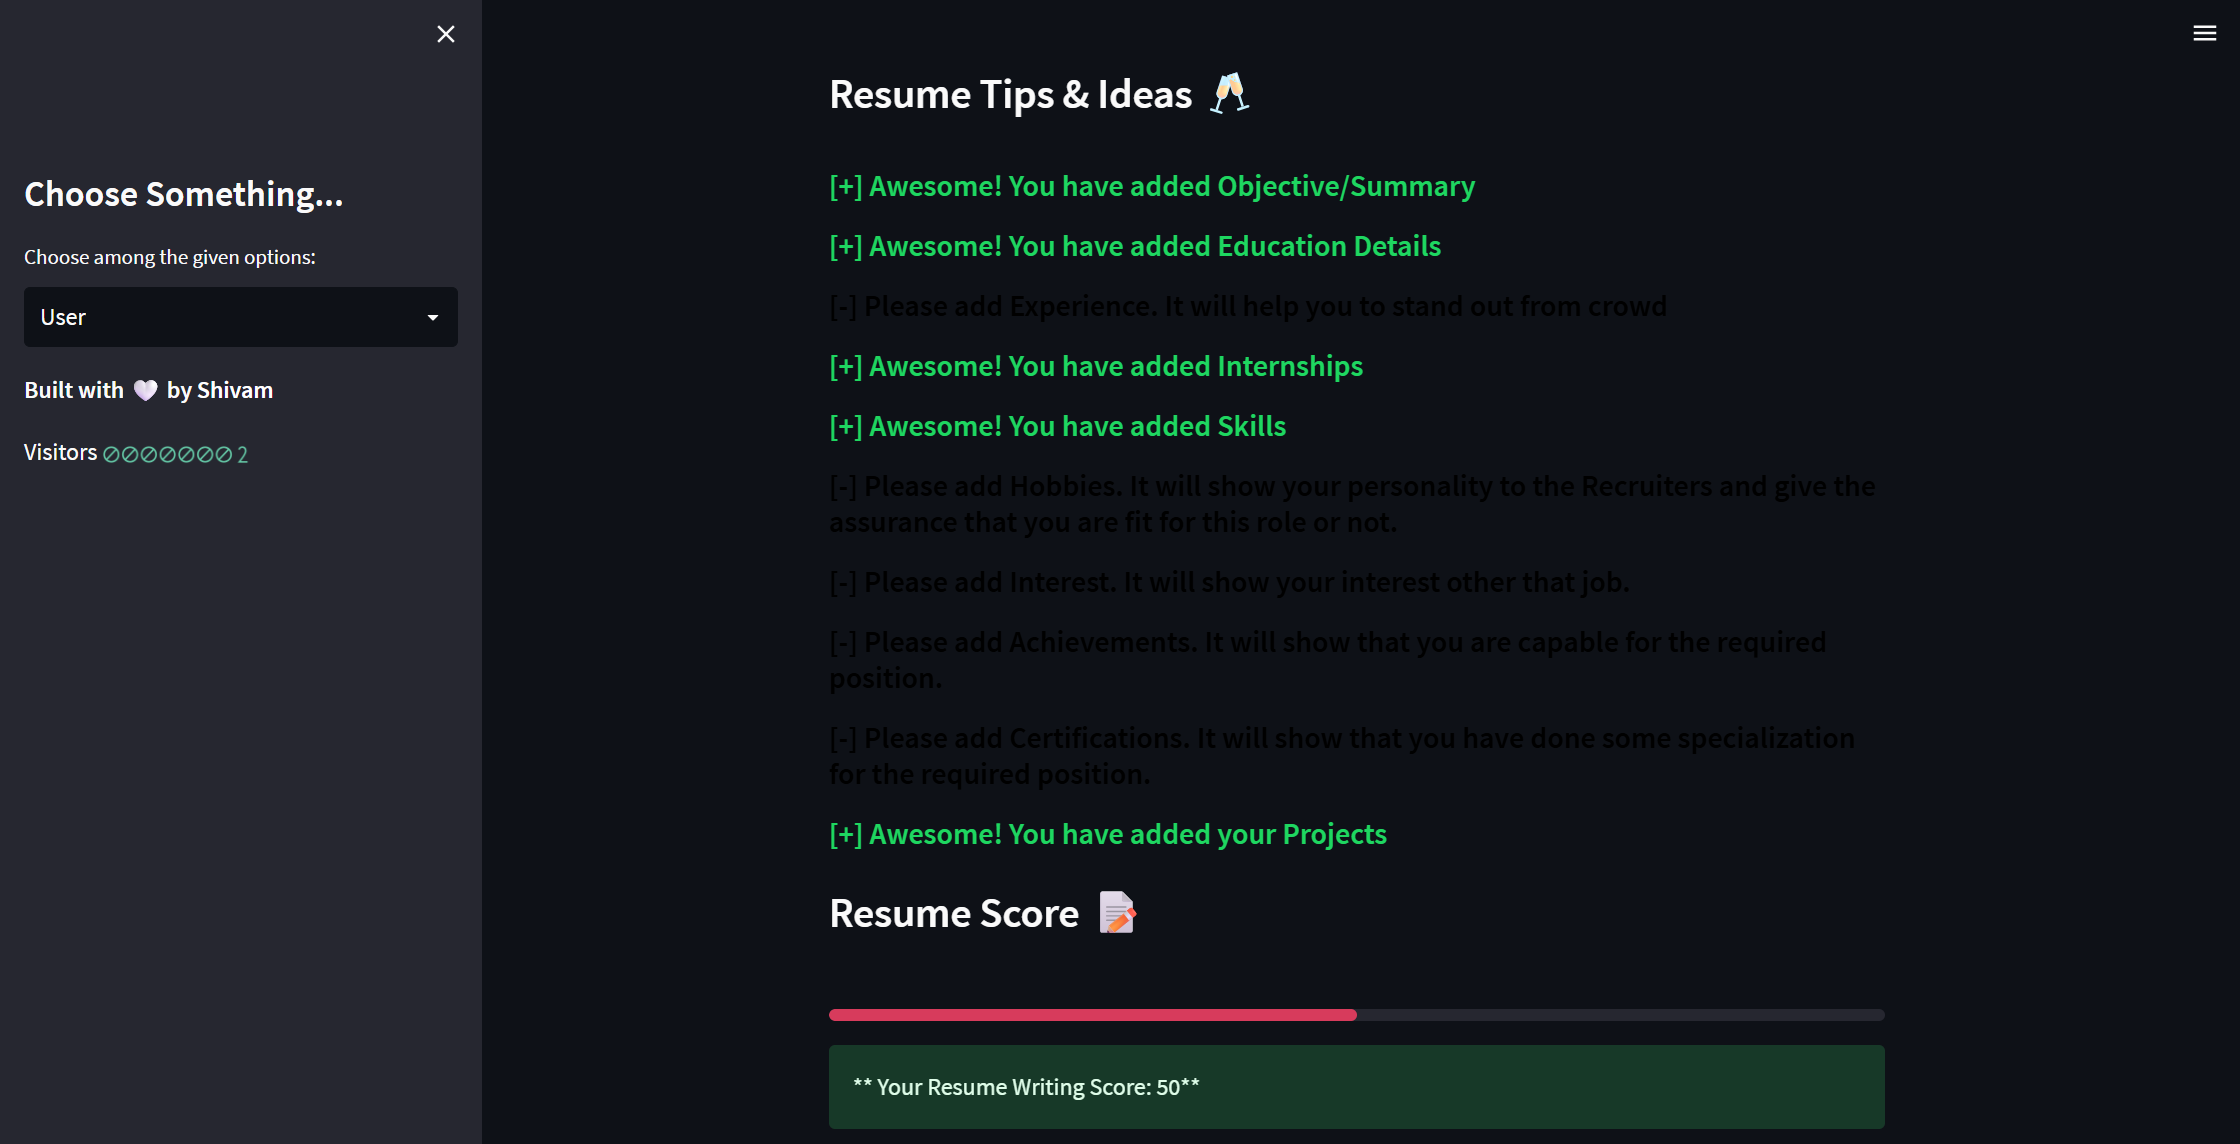 Choose Something...
Choose among the given options:
User
Built with 🤍 by Shivam
Visitors 00000002
Resume Tips & Ideas 🥂
[+] Awesome! You have added Objective/Summary
[+] Awesome! You have added Education Details
[-] Please add Experience. It will help you to stand out from crowd
[+] Awesome! You have added Internships
[+] Awesome! You have added Skills
[-] Please add Hobbies. It will show your personality to the Recruiters and give the
assurance that you are fit for this role or not.
[-] Please add Interest. It will show your interest other that job.
[-] Please add Achievements. It will show that you are capable for the required
position.
[-] Please add Certifications. It will show that you have done some specialization
for the required position.
[+] Awesome! You have added your Projects
Resume Score 📝
** Your Resume Writing Score: 50**